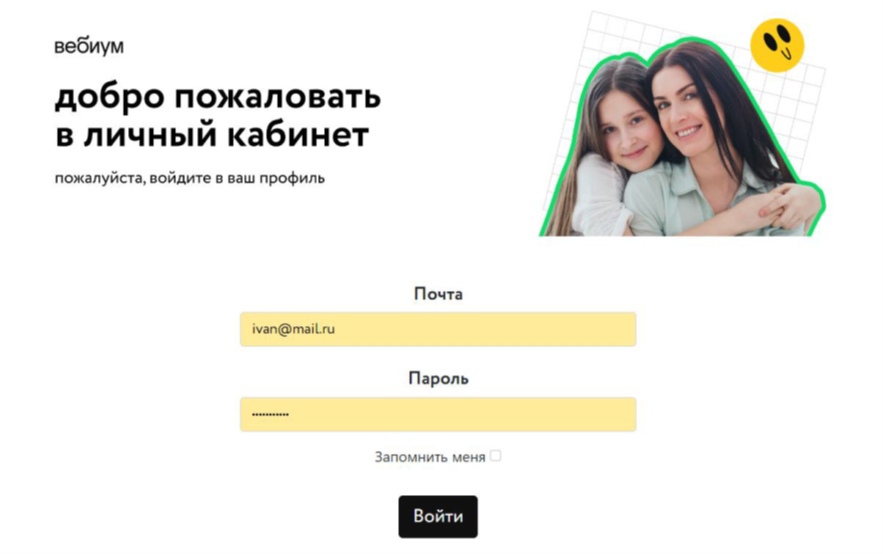 вебиум
добро пожаловать
в личный кабинет
пожалуйста, войдите в ваш профиль
Почта
ivan@mail.ru
Пароль
•••••••••••
Запомнить меня
Войти